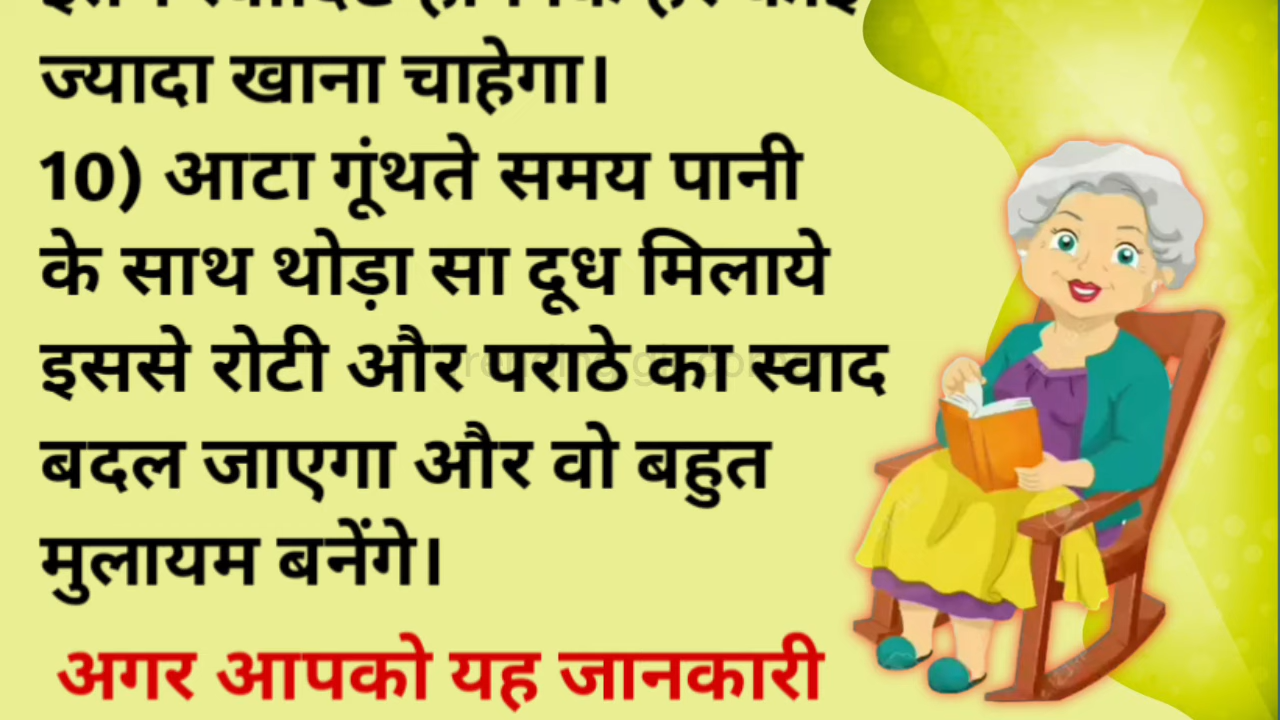 ज्यादा खाना चाहेगा।
10) आटा गूंथते समय पानी
के साथ थोड़ा सा दूध मिलाये
इससे रोटी और पराठे का स्वाद
बदल जाएगा और वो बहुत
मुलायम बनेंगे।
अगर आपको यह जानकारी